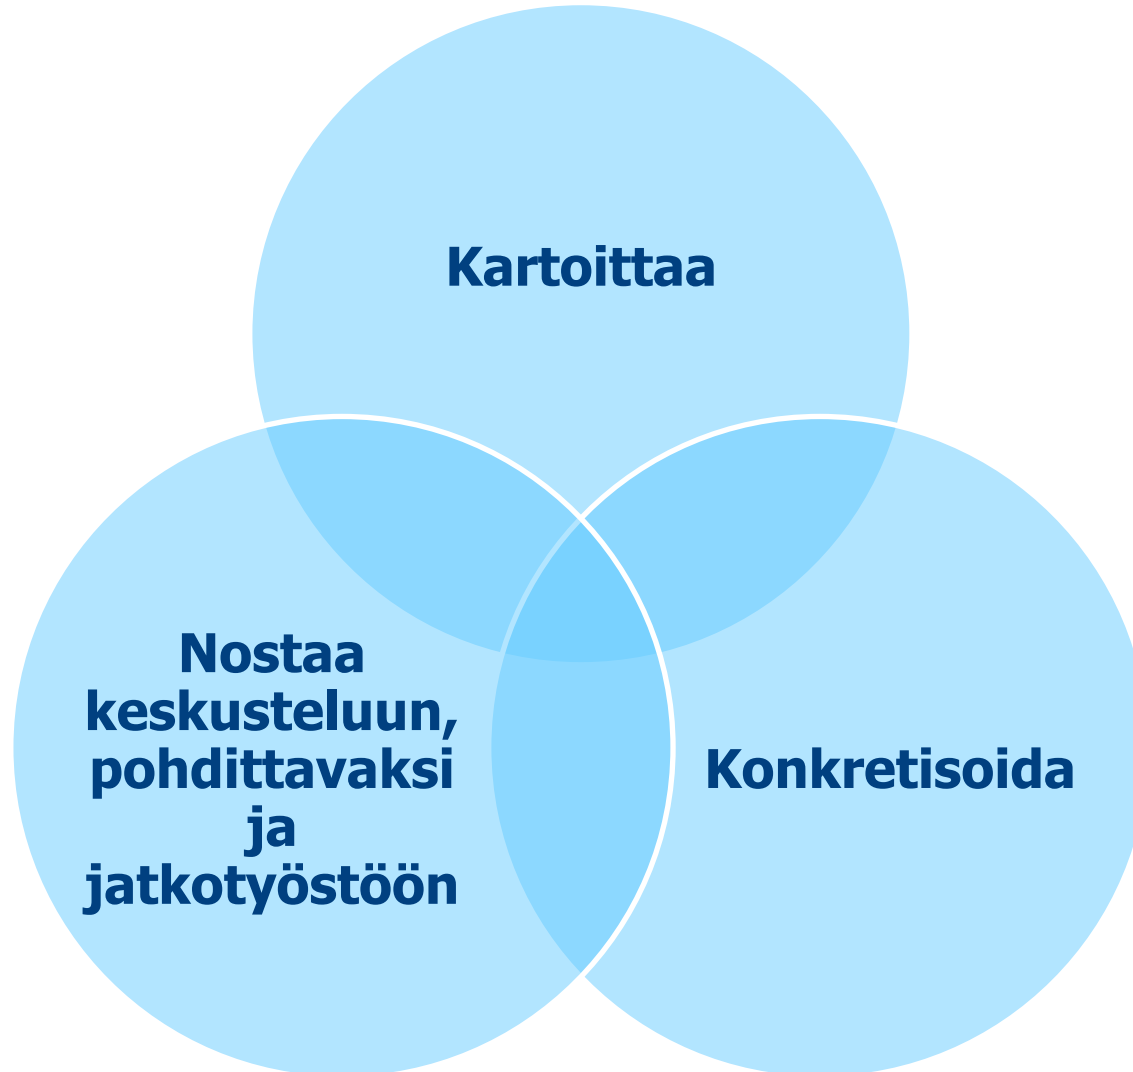 Kartoittaa
Nostaa
keskusteluun,
pohdittavaksi
ja
jatkotyöstöön
Konkretisoida